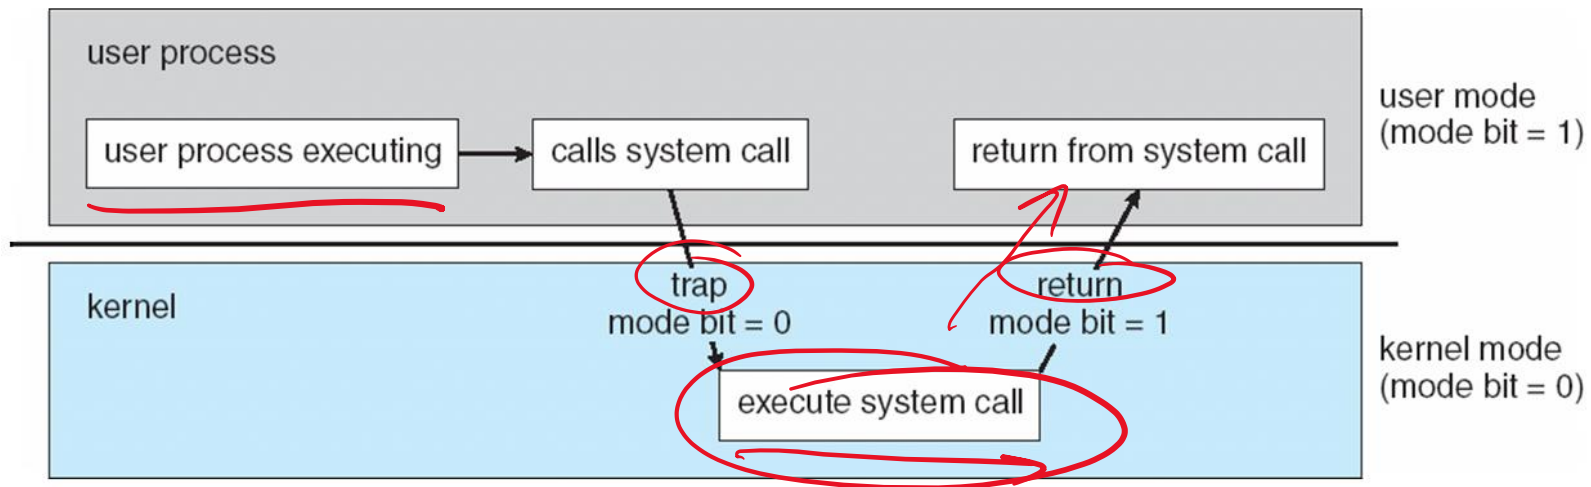 user process
user process executing
calls system call
return from system call
user mode
(mode bit = 1)
kernel
trap
mode bit = 0
return
mode bit = 1
execute system call
kernel mode
(mode bit = 0)